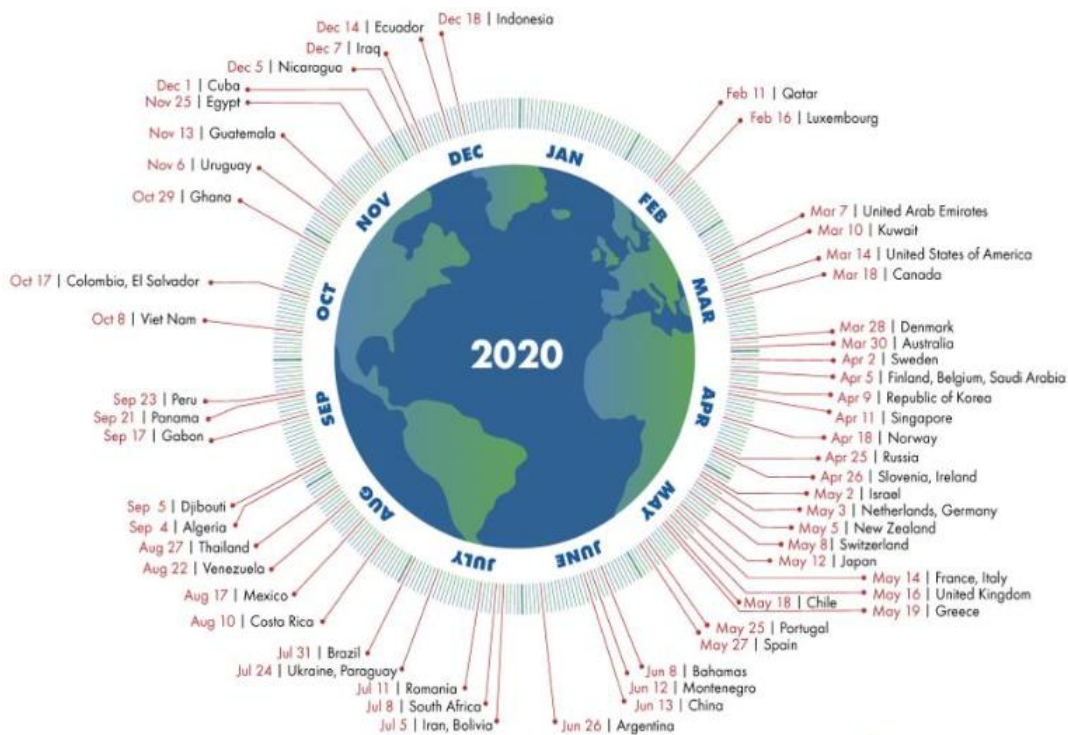 Dec 18 | Indonesia
Dec 14 | Ecuador
Dec 7 | Iraq
Dec 5 | Nicaragua
Dec 1 | Cuba
Nov 25 | Egypt
Nov 13 | Guatemala
Nov 6 | Uruguay
Oct 29 | Ghana
Oct 17 | Colombia, El Salvador
Oct 8 | Viet Nam
Sep 23 | Peru
Sep 21 | Panama
Sep 17 | Gabon
Sep 5 | Djibouti
Sep 4 | Algeria
Aug 27 | Thailand
Aug 22 | Venezuela
Aug 17 | Mexico
Aug 10 | Costa Rica
Jul 31 | Brazil
Jul 24 | Ukraine, Paraguay
Jul 11 | Romania
Jul 8 | South Africa
Jul 5 | Iran, Bolivia
Feb 11 | Qatar
Feb 16 | Luxembourg
Mar 7 | United Arab Emirates
Mar 10 | Kuwait
Mar 14 | United States of America
Mar 18 | Canada
Mar 28 | Denmark
Mar 30 | Australia
Apr 2 | Sweden
Apr 5 | Finland, Belgium, Saudi Arabia
Apr 9 | Republic of Korea
Apr 11 | Singapore
Apr 18 | Norway
Apr 25 | Russia
Apr 26 | Slovenia, Ireland
May 2 | Israel
May 3 | Netherlands, Germany
May 5 | New Zealand
May 8 | Switzerland
May 12 | Japan
May 14 | France, Italy
May 16 | United Kingdom
May 18 | Chile
May 19 | Greece
May 25 | Portugal
May 27 | Spain
Jun 8 | Bahamas
Jun 12 | Montenegro
Jun 13 | China
Jun 26 | Argentina
JAN
FEB
MAR
APR
MAY
JUNE
JULY
AUG
SEP
OCT
NOV
DEC
2020